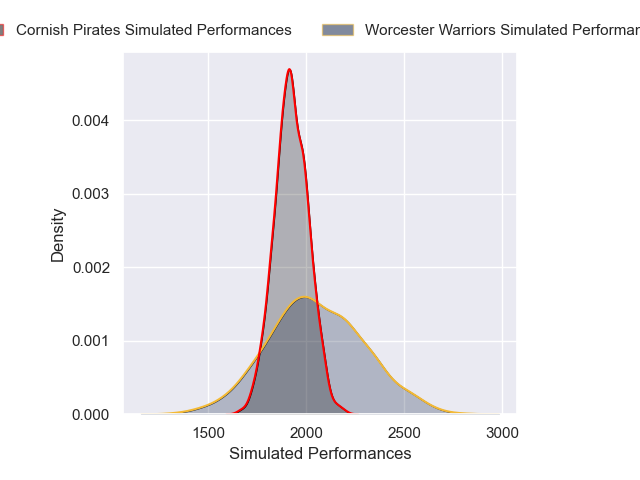 Cornish Pirates Simulated Performances Worcester Warriors Simulated
0.004
0.003
0.002
0.001
0.000
Density
1500 2000 2500 3000
Simulated Performances